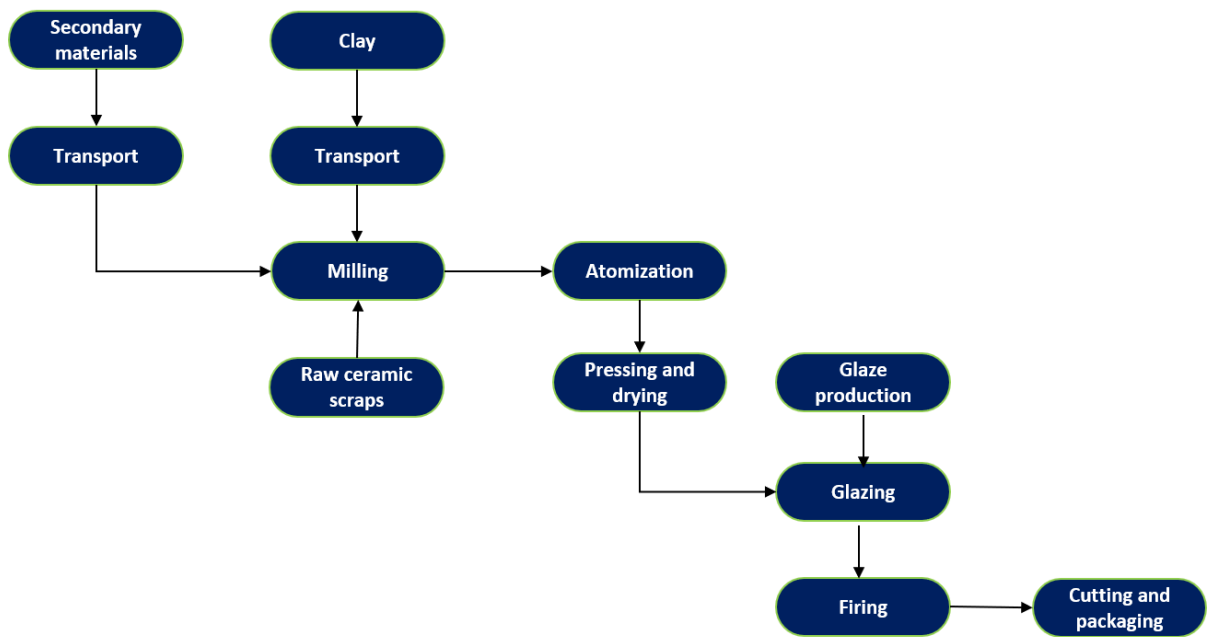 Secondary
materials
Clay
Transport
Transport
Milling
Atomization
Raw ceramic
scraps
Pressing and
drying
Glaze
production
Glazing
Firing
Cutting and
packaging